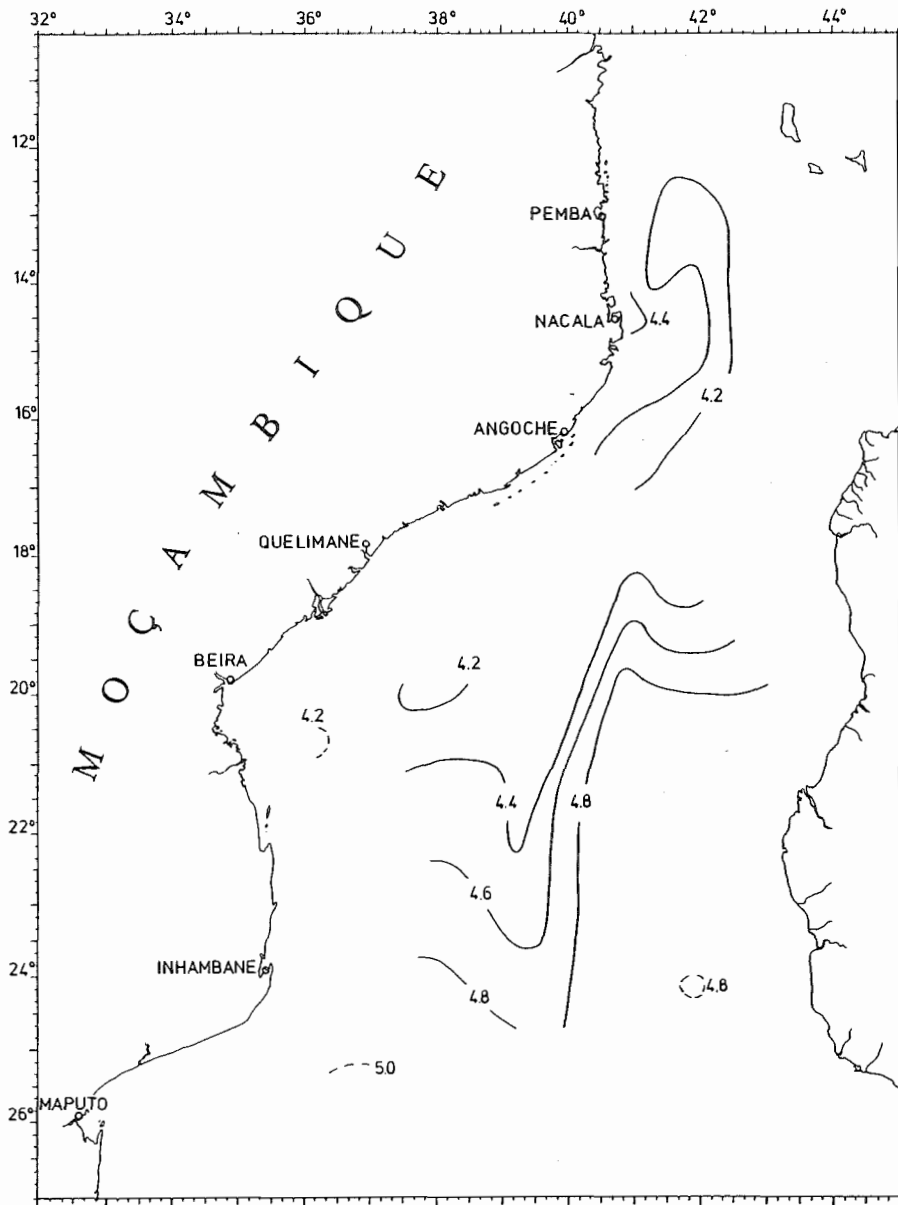 32° 34° 36° 38° 40° 42° 44°
12°
PEMBA
14°
NACALA
4.4
4.2
16°
ANGOCHE
MOÇAMBIQUE
QUELIMANE
18°
BEIRA
4.2
20°
4.2
4.4
4.8
22°
4.6
INHAMBANE
24°
4.8
4.8
5.0
MAPUTO
26°